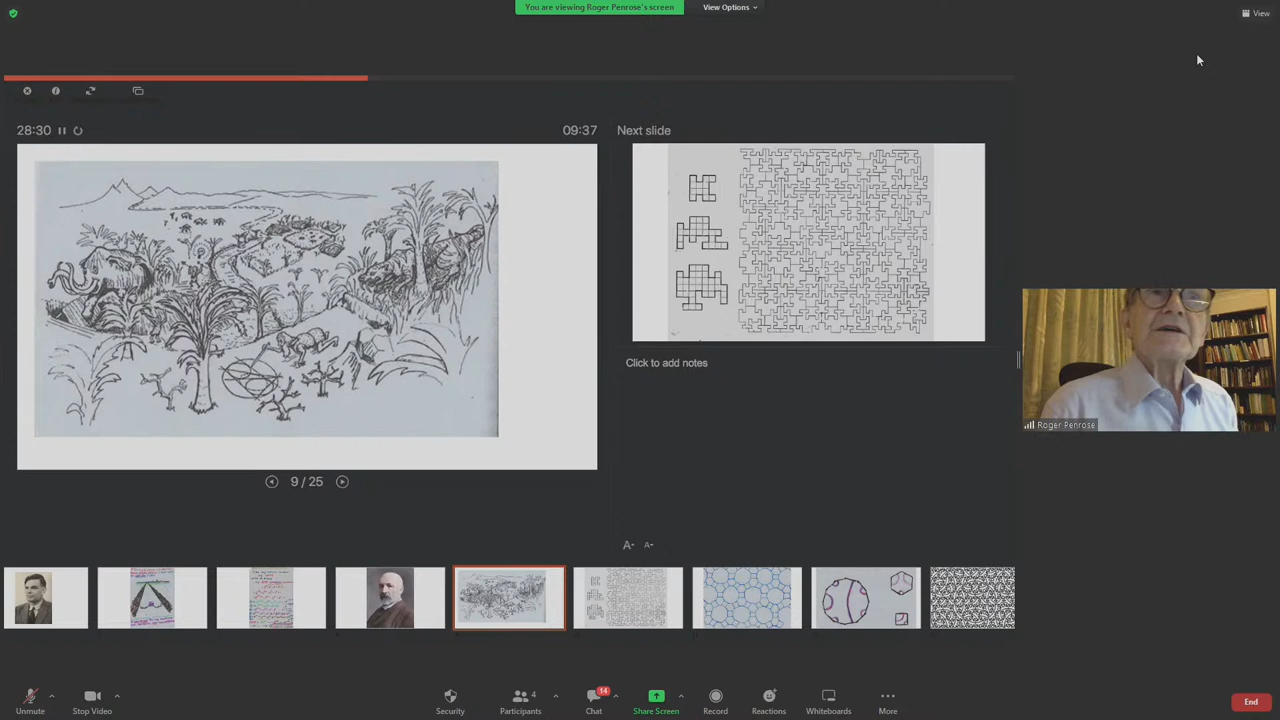 You are viewing Roger Penrose's screen
View Options
View
28:30
09:37
Next slide
Click to add notes
9 / 25
Roger Penrose
Unmute
Stop Video
Security
Participants
4
Chat
14
Share Screen
Record
Reactions
Whiteboards
More
End